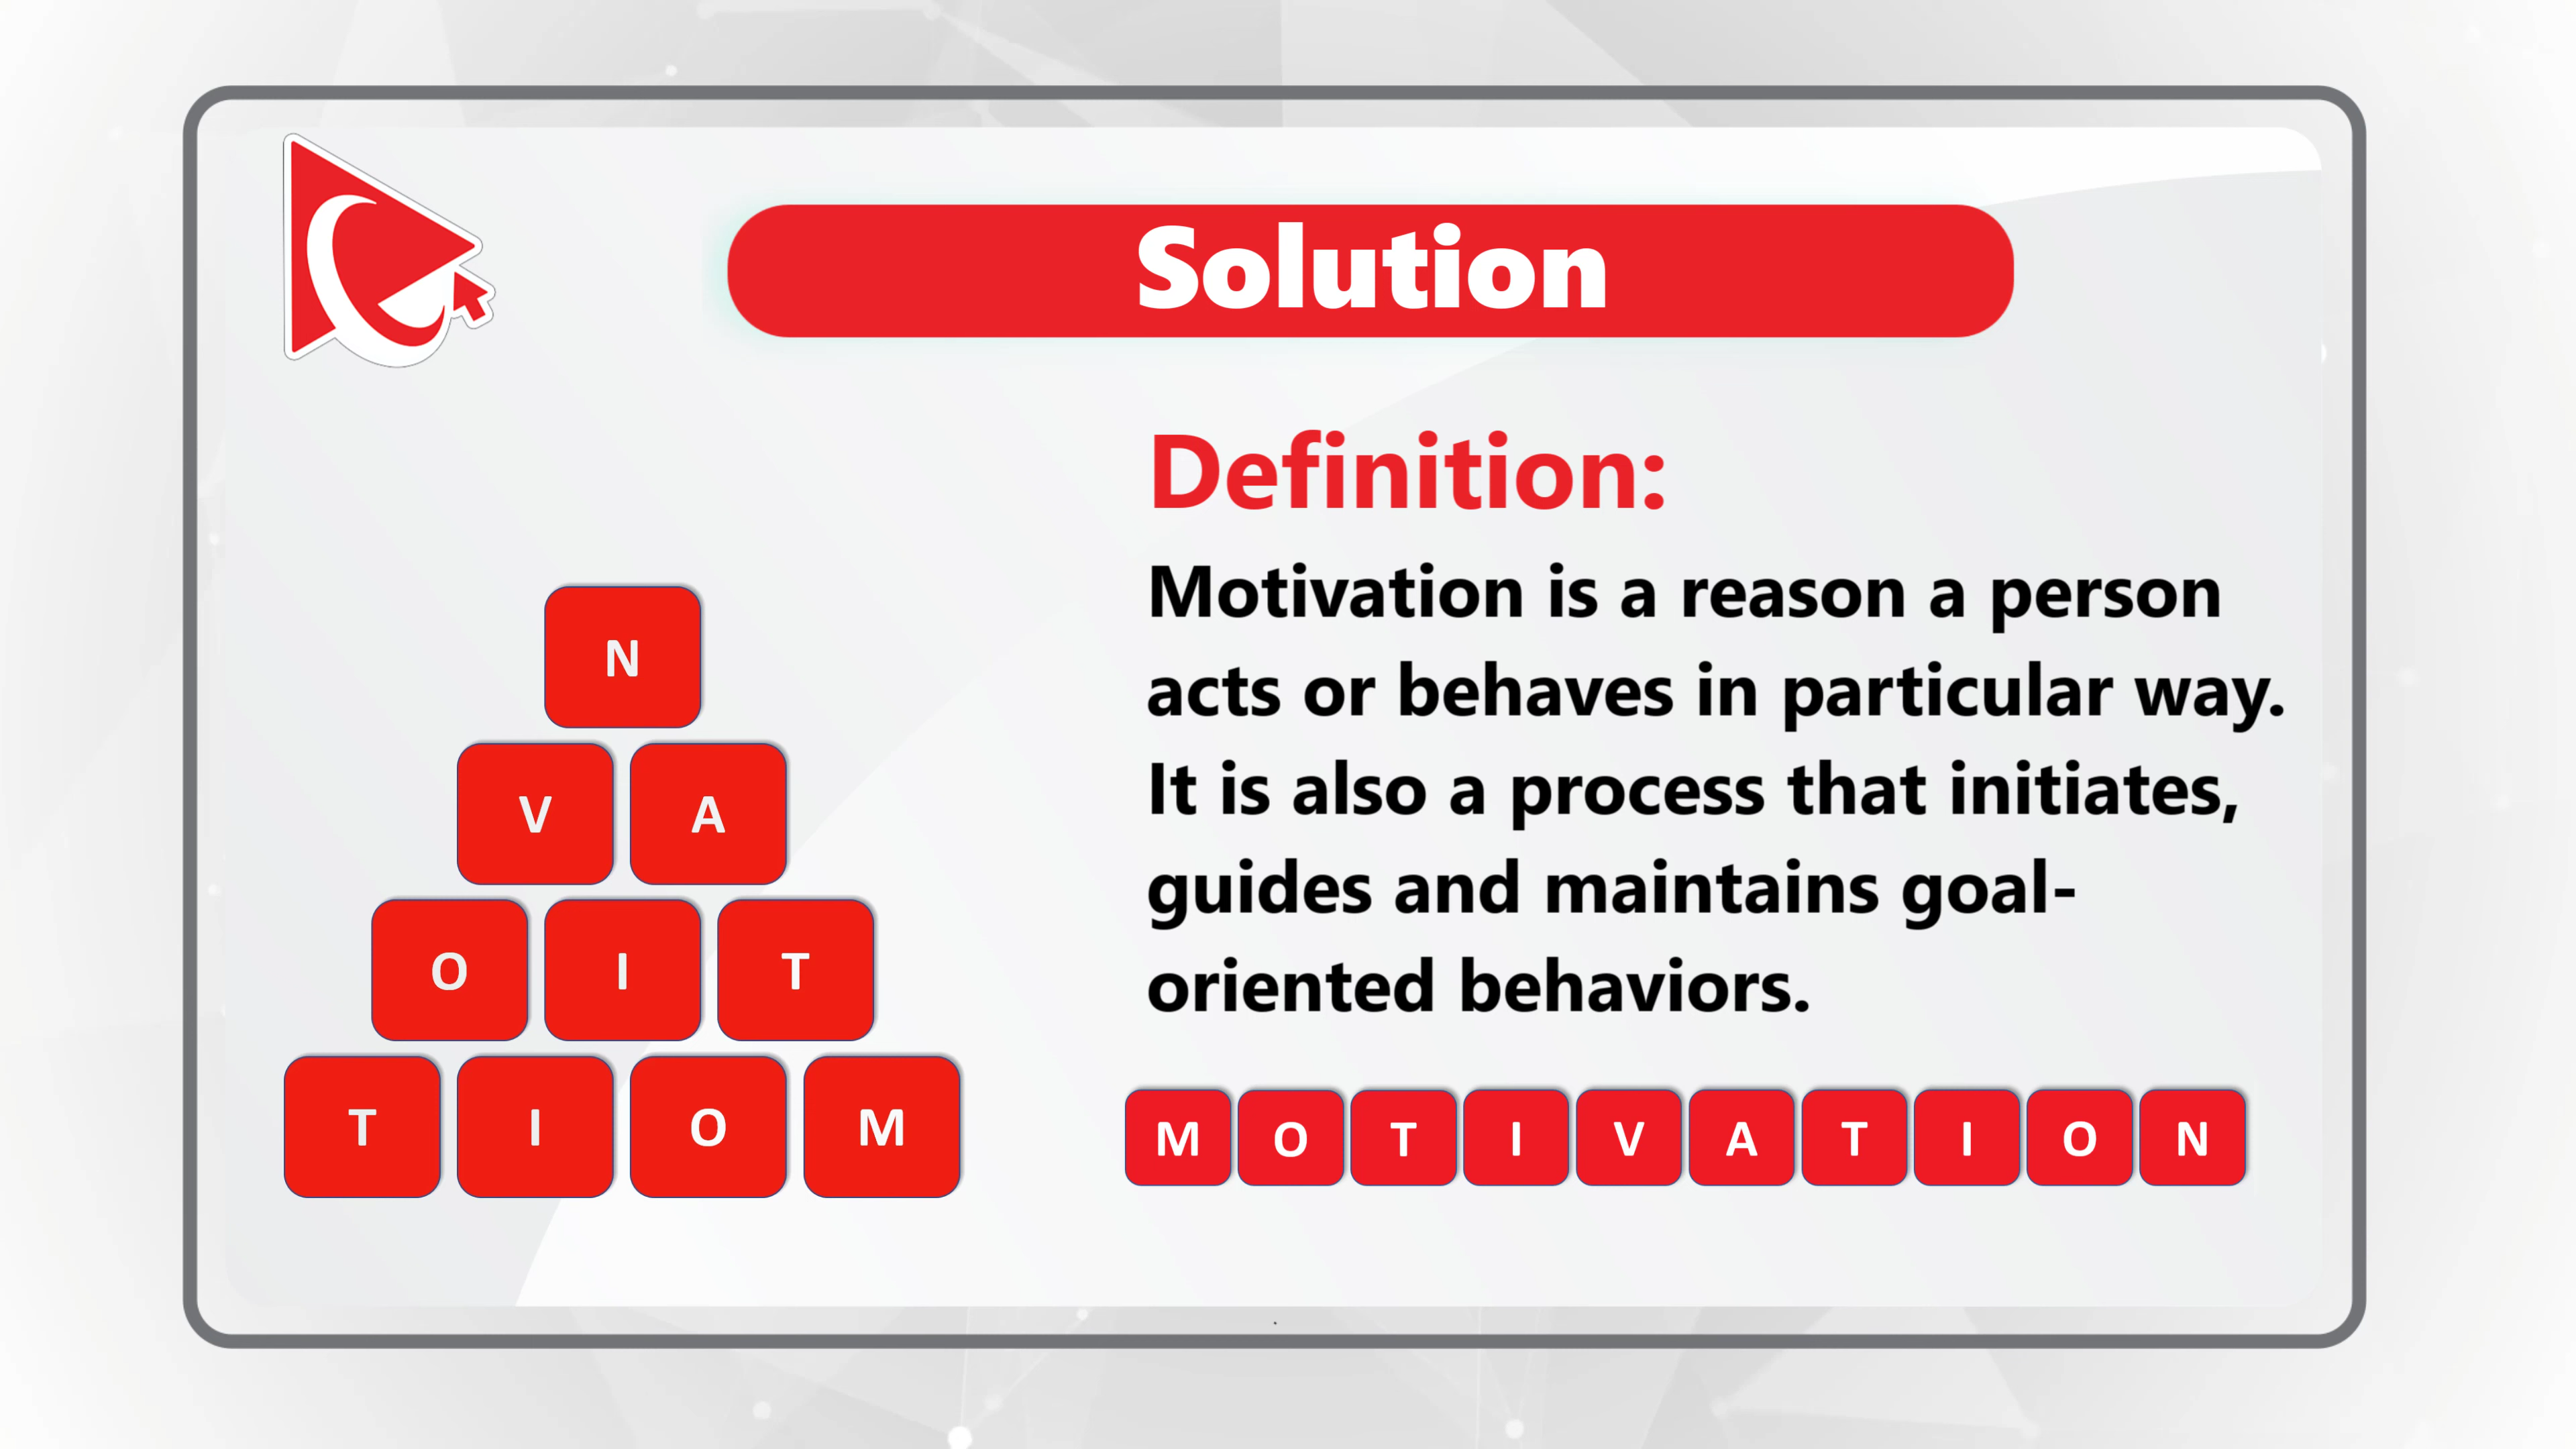 Solution
Definition:
Motivation is a reason a person
acts or behaves in particular way.
It is also a process that initiates,
guides and maintains goal-
oriented behaviors.
N
V A
O I T
T I O M
M O T I V A T I O N